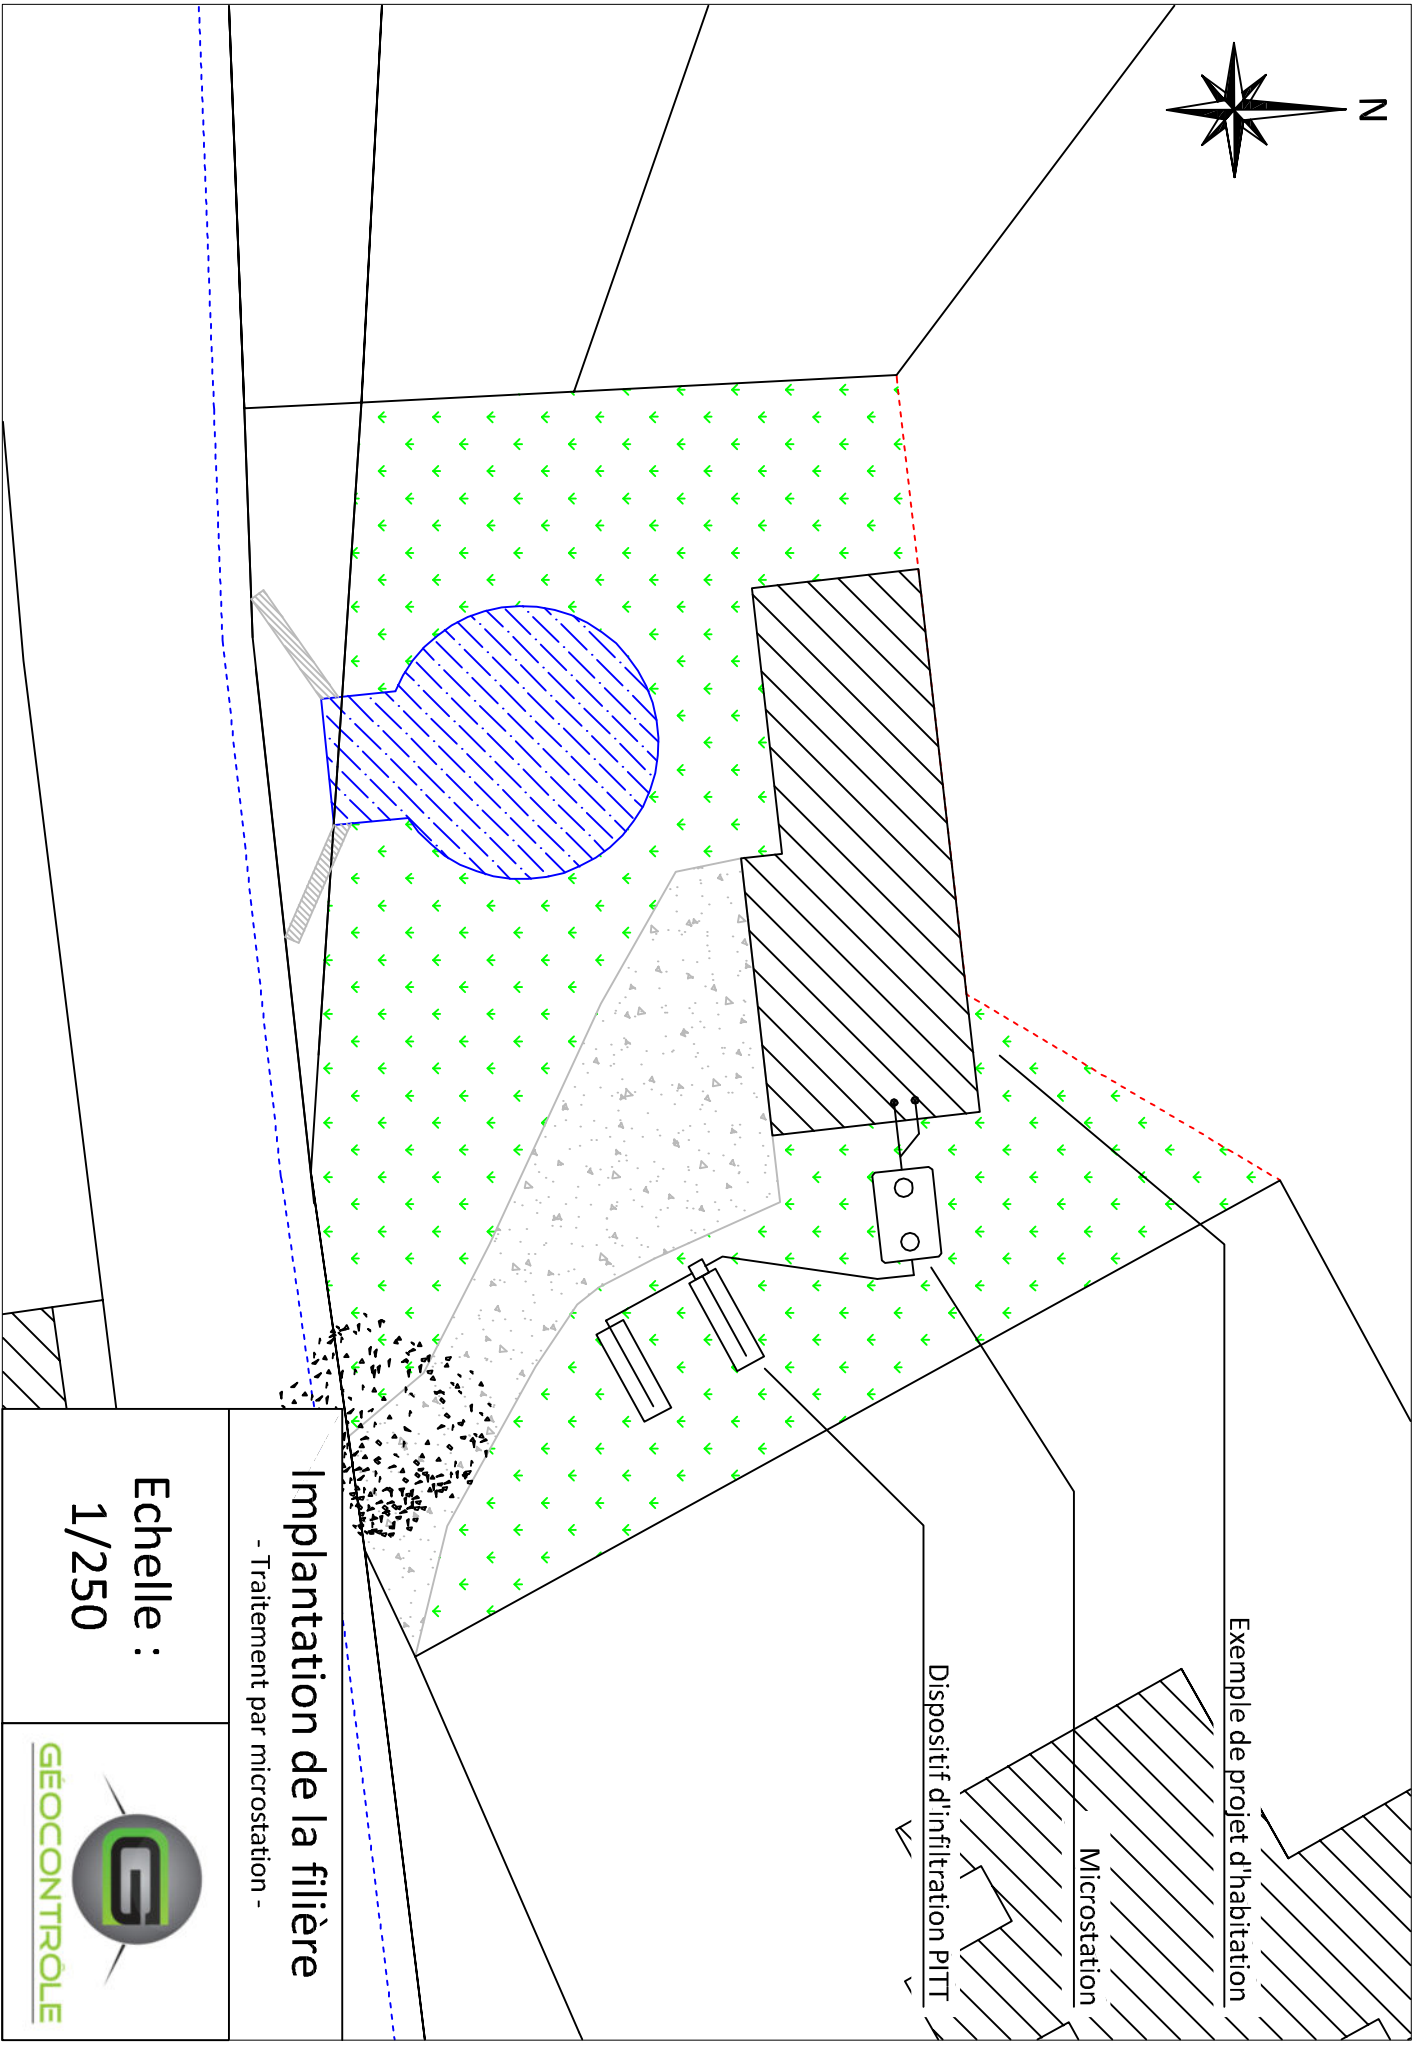 N
Exemple de projet d'habitation
Microstation
Dispositif d'infiltration PITT
Implantation de la filière
- Traitement par microstation -
Echelle :
1/250
G
GÉOCONTRÔLE